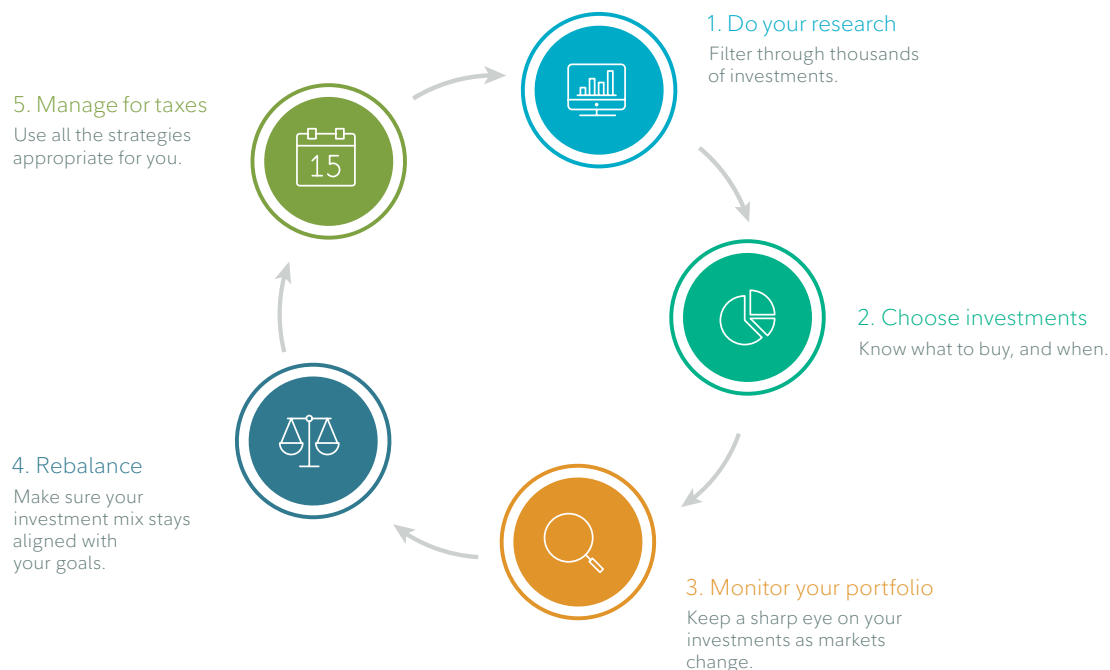 1. Do your research
Filter through thousands
of investments.
2. Choose investments
Know what to buy, and when.
3. Monitor your portfolio
Keep a sharp eye on your
investments as markets
change.
4. Rebalance
Make sure your
investment mix stays
aligned with
your goals.
5. Manage for taxes
Use all the strategies
appropriate for you.
15